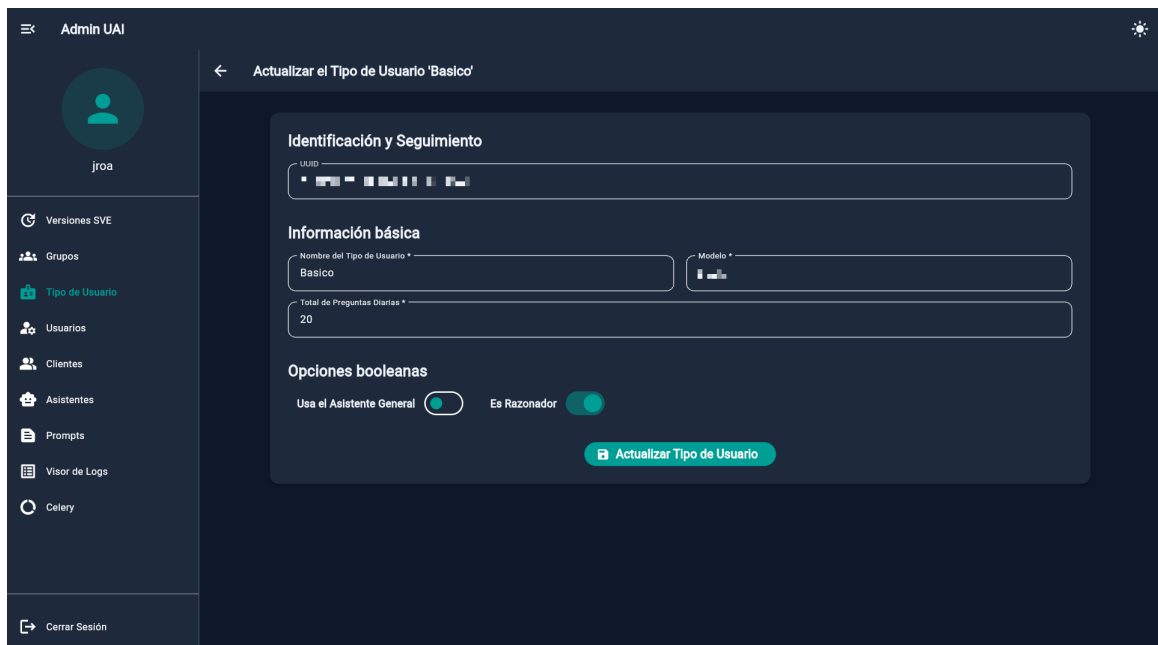 Admin UAI
jroa
Versiones SVE
Grupos
Tipo de Usuario
Usuarios
Clientes
Asistentes
Prompts
Visor de Logs
Celery
Cerrar Sesión
Actualizar el Tipo de Usuario 'Basico'
Identificación y Seguimiento
UUID
Información básica
Nombre del Tipo de Usuario *
Basico
Modelo *
Total de Preguntas Diarias *
20
Opciones booleanas
Usa el Asistente General
Es Razonador
Actualizar Tipo de Usuario